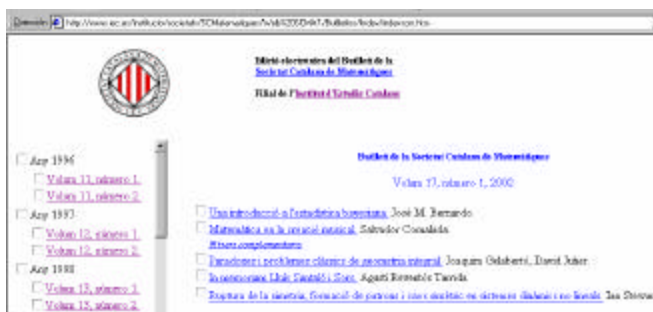 Edició electrònica del Butlletí de la
Societat Catalana de Matemàtiques
Filial de l'Institut d'Estudis Catalans
Any 1996
Volum 11, número 1.
Volum 11, número 2.
Any 1997
Volum 12, número 1.
Volum 12, número 2.
Any 1998
Volum 13, número 1.
Volum 13, número 2.
Butlletí de la Societat Catalana de Matemàtiques
Volum 17, número 1, 2002
Una introducció a l'estadística bayesiana, José M. Bernardo
Matemàtica en la creació musical, Salvador Comalada
Fitxers complementaris
Paradoxes i problemes clàssics de geometria integral, Joaquim Gelabertó, David Juher
In memoriam Lluís Santaló i Sors, Agustí Reventós Tarrida
Ruptura de la simetria, formació de patrons i caos simètric en sistemes dinàmics no lineals, Ian Stewa